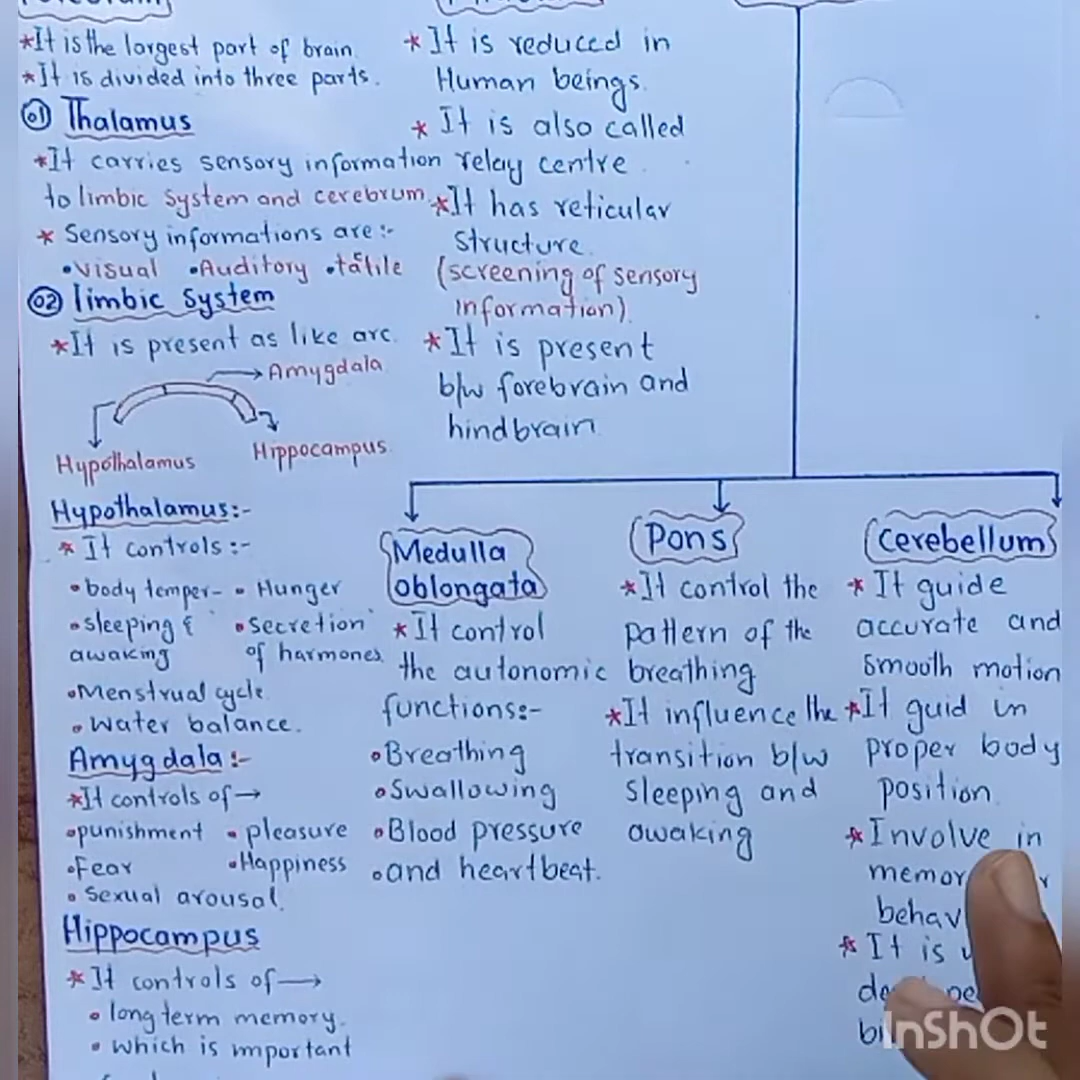 *It is the largest part of brain
*It is divided into three parts.
01 Thalamus
*It carries sensory information
to limbic system and cerebrum
* Sensory informations are:-
•Visual •Auditory •tactile
02 limbic system
*It is present as like arc.
Amygdala
Hypothalamus
Hippocampus
Hypothalamus:-
* It controls:-
•body temper- • Hunger
•sleeping & •secretion
awaking of harmones
•Menstrual cycle
•Water balance.
Amygdala:-
*It controls of→
•punishment •pleasure
•Fear •Happiness
•Sexual arousal.
Hippocampus
*It controls of→
•long term memory.
•which is important
*It is reduced in
Human beings.
* It is also called
relay centre
*It has reticular
structure.
(screening of sensory
information).
*It is present
b/w forebrain and
hindbrain
Medulla
oblongata
*It control
the autonomic
functions:-
•Breathing
•Swallowing
•Blood pressure
•and heartbeat.
Pons
*It control the
pattern of the
breathing
*It influence the
transition b/w
sleeping and
awaking
Cerebellum
* It guide
accurate and
smooth motion
*It guid in
proper body
position.
*Involve in
* It is
InShOt